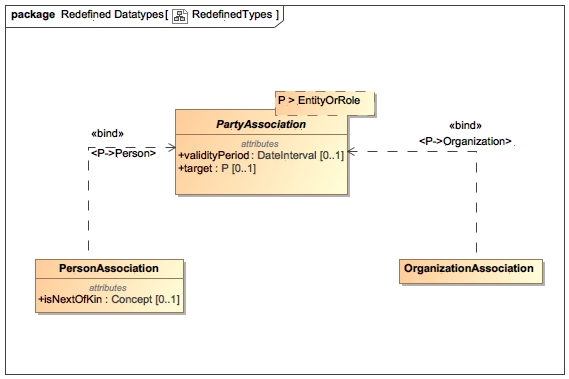 package Redefined Datatypes[ RedefinedTypes ]
P > EntityOrRole
PartyAssociation
attributes
+validityPeriod : DateInterval [0..1]
+target : P [0..1]
«bind»
<P->Person>
«bind»
<P->Organization>
PersonAssociation
attributes
+isNextOfKin : Concept [0..1]
OrganizationAssociation